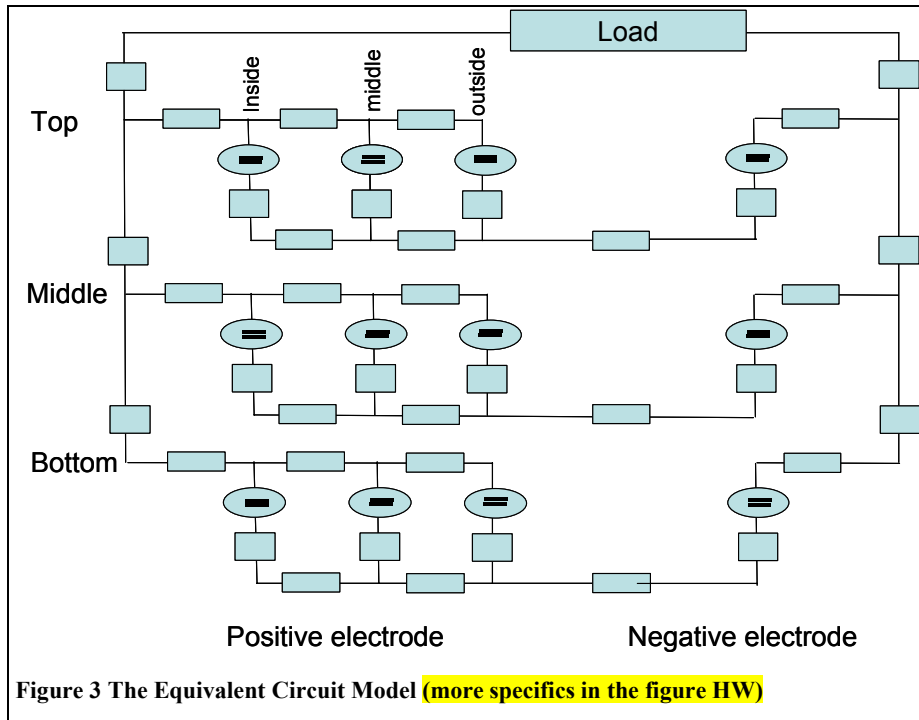 Load
Inside
middle
outside
Top
Middle
Bottom
Positive electrode
Negative electrode
Figure 3 The Equivalent Circuit Model (more specifics in the figure HW)